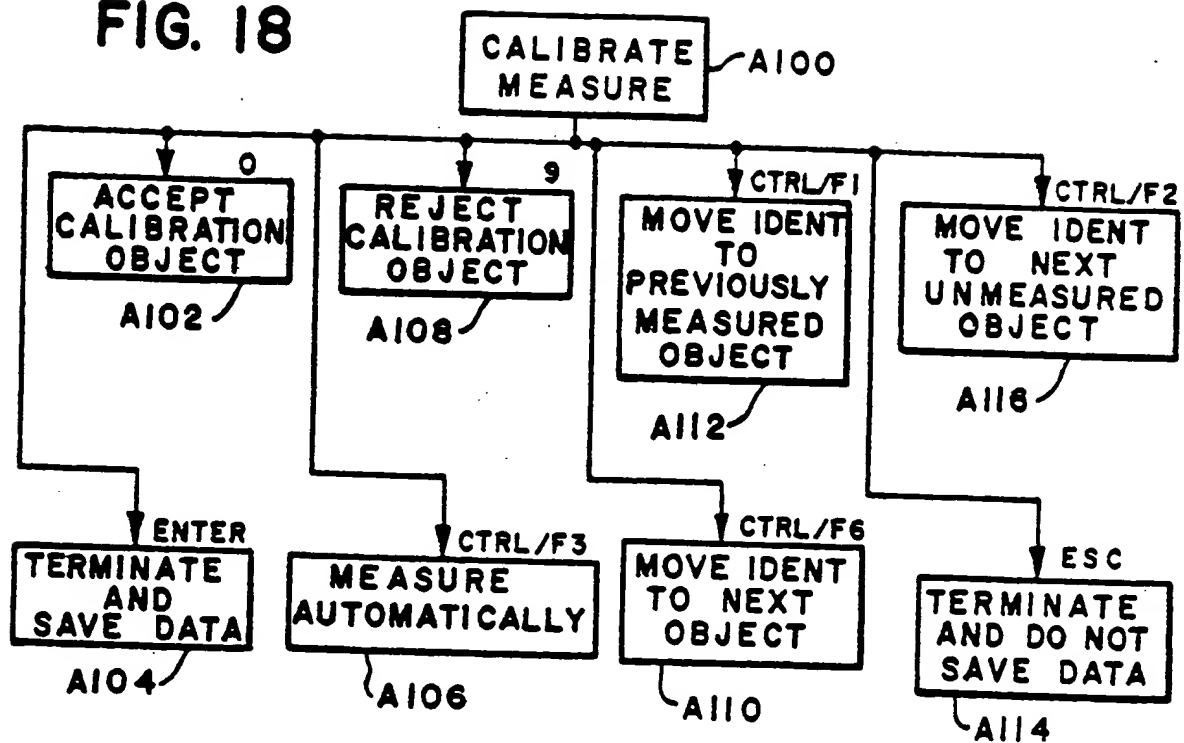 FIG. 18
CALIBRATE
MEASURE
A100
0
ACCEPT
CALIBRATION
OBJECT
A102
9
REJECT
CALIBRATION
OBJECT
A108
CTRL/F1
MOVE IDENT
TO
PREVIOUSLY
MEASURED
OBJECT
A112
CTRL/F2
MOVE IDENT
TO NEXT
UNMEASURED
OBJECT
A116
ENTER
TERMINATE
AND
SAVE DATA
A104
CTRL/F3
MEASURE
AUTOMATICALLY
A106
CTRL/F6
MOVE IDENT
TO NEXT
OBJECT
A110
ESC
TERMINATE
AND DO NOT
SAVE DATA
A114